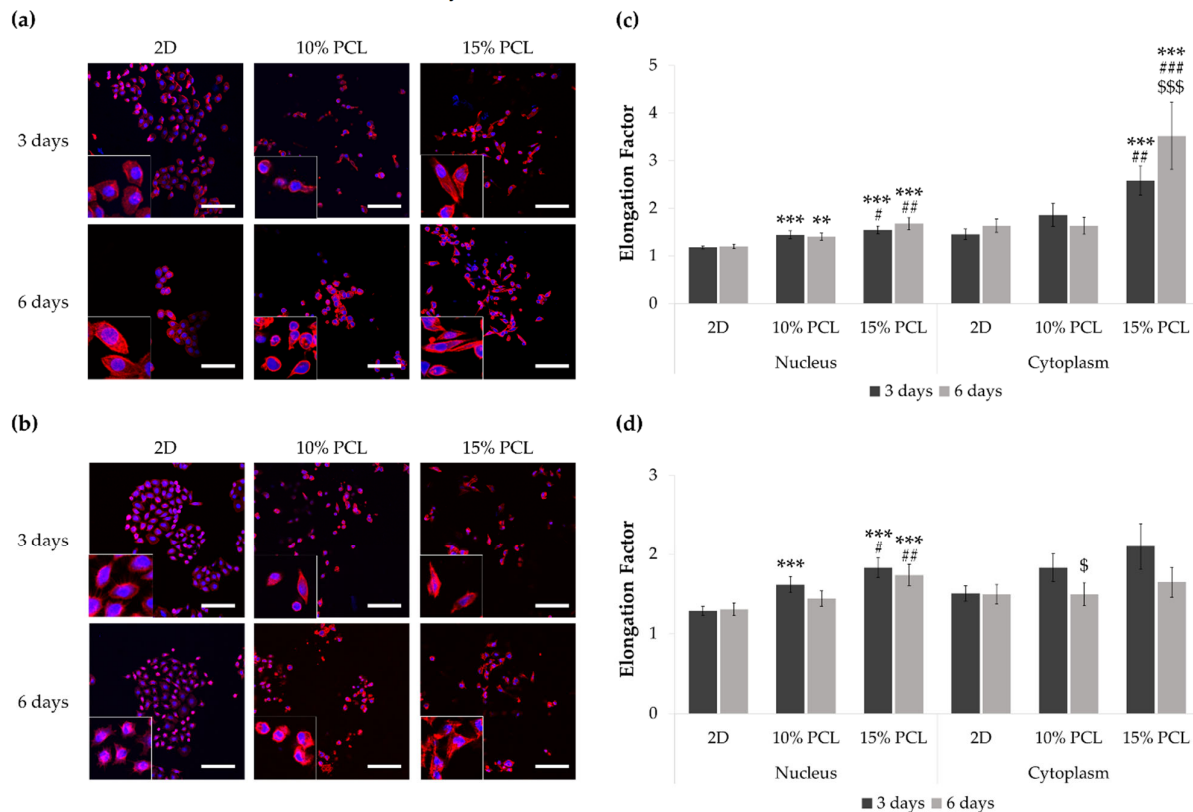 (a)
2D 10% PCL 15% PCL
3 days
6 days
(b)
2D 10% PCL 15% PCL
3 days
6 days
(c)
Elongation Factor
5
4
3
2
1
0
***
###
$$$
***
##
*** **
*** ***
# ##
2D 10% PCL 15% PCL 2D 10% PCL 15% PCL
Nucleus Cytoplasm
3 days 6 days
(d)
Elongation Factor
3
2
1
0
***
*** ***
# ##
$
2D 10% PCL 15% PCL 2D 10% PCL 15% PCL
Nucleus Cytoplasm
3 days 6 days